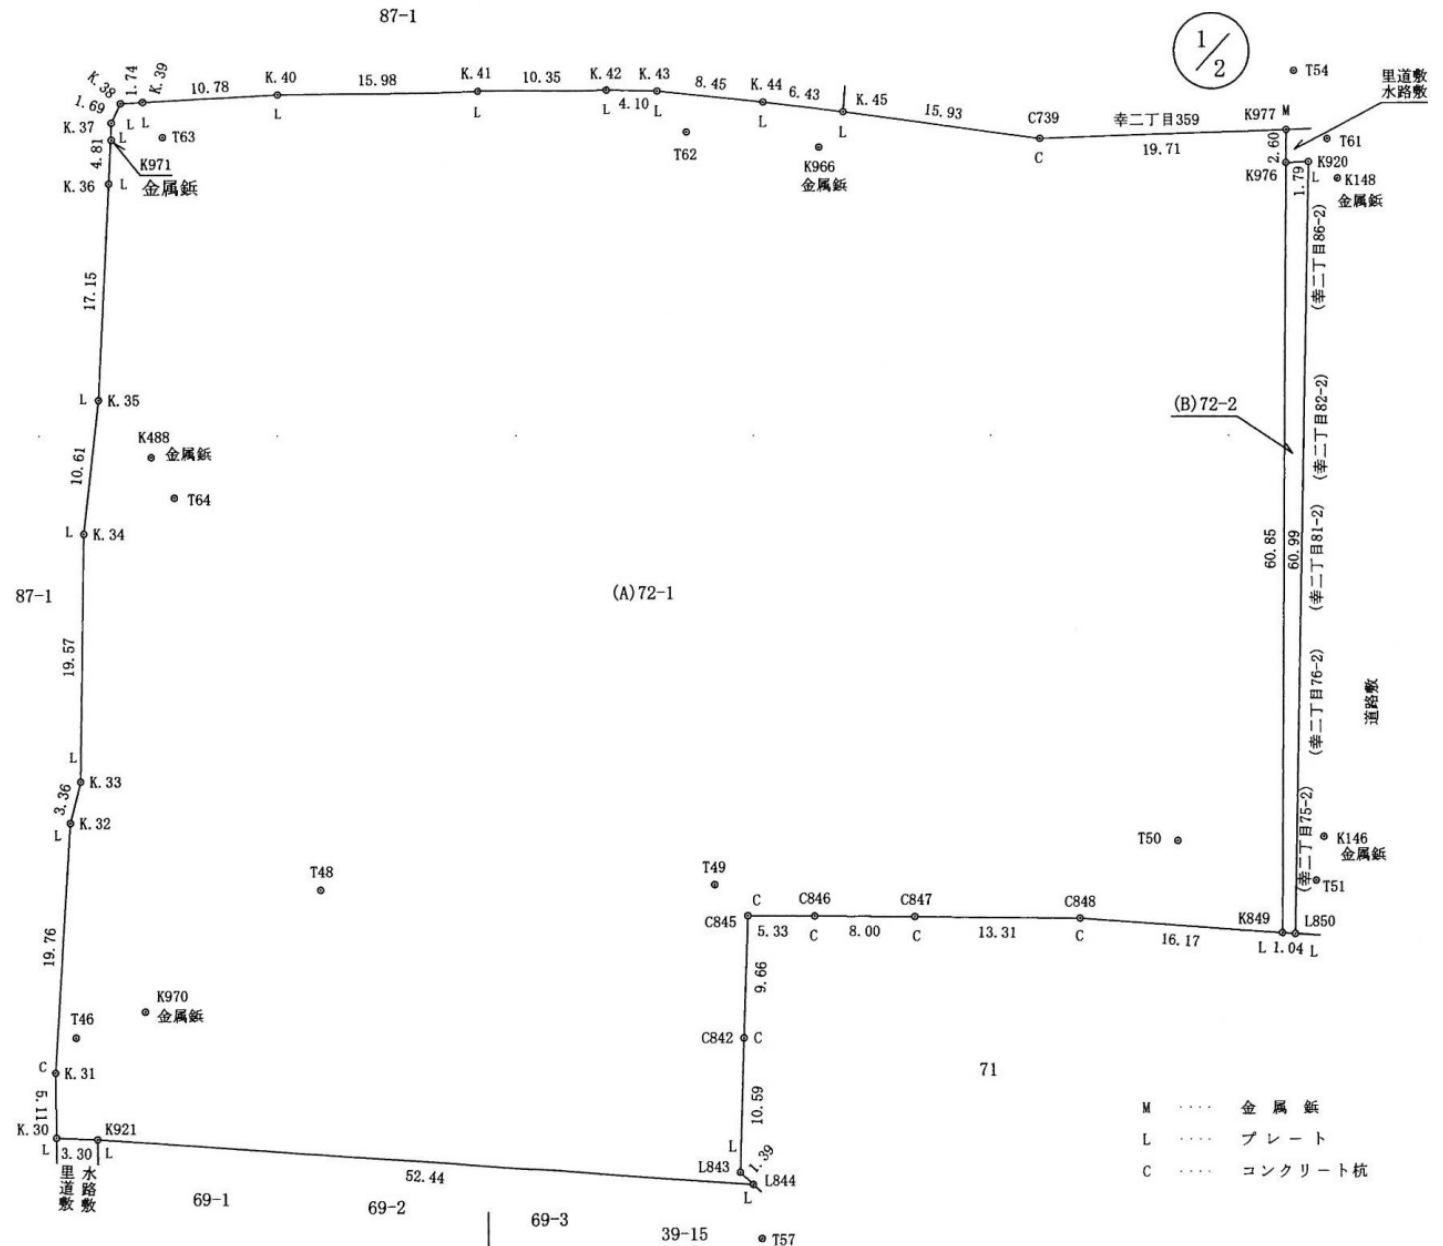 87-1
1/2
T54
里道敷
水路敷
K.38
1.74
K.39
10.78
K.40
15.98
K.41
10.35
K.42
K.43
8.45
K.44
6.43
K.45
15.93
C739
幸二丁目359
K977
M
1.69
K.37
L
L
T63
L
L
L
4.10
L
L
L
C
19.71
T61
4.81
L
K971
金属鋲
T62
K966
金属鋲
2.60
K976
K920
1.79
L
K148
金属鋲
K.36
L
(幸二丁目86-2)
17.15
L
K.35
(B)72-2
(幸二丁目82-2)
K488
金属鋲
10.61
T64
L
K.34
60.85
60.99
(幸二丁目81-2)
87-1
(A)72-1
19.57
(幸二丁目76-2)
道路敷
L
K.33
3.36
L
K.32
(幸二丁目75-2)
T50
K146
金属鋲
T48
T49
T51
C
C845
C846
C847
C848
K849
L850
5.33
C
8.00
C
13.31
C
16.17
L
1.04
L
19.76
9.66
K970
金属鋲
T46
C842
C
C
K.31
71
5.11
10.59
M ‥‥ 金属鋲
K.30
K921
L
3.30
L
L
1.39
L843
L844
L ‥‥ プレート
52.44
L
C ‥‥ コンクリート杭
里道敷
水路敷
69-1
69-2
69-3
39-15
T57